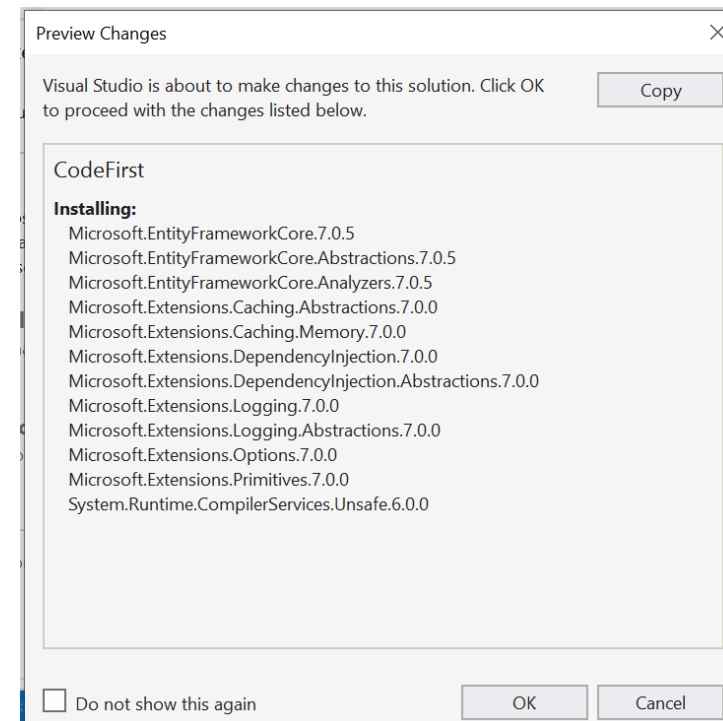 Preview Changes
Visual Studio is about to make changes to this solution. Click OK
to proceed with the changes listed below.
Copy
CodeFirst
Installing:
Microsoft.EntityFrameworkCore.7.0.5
Microsoft.EntityFrameworkCore.Abstractions.7.0.5
Microsoft.EntityFrameworkCore.Analyzers.7.0.5
Microsoft.Extensions.Caching.Abstractions.7.0.0
Microsoft.Extensions.Caching.Memory.7.0.0
Microsoft.Extensions.DependencyInjection.7.0.0
Microsoft.Extensions.DependencyInjection.Abstractions.7.0.0
Microsoft.Extensions.Logging.7.0.0
Microsoft.Extensions.Logging.Abstractions.7.0.0
Microsoft.Extensions.Options.7.0.0
Microsoft.Extensions.Primitives.7.0.0
System.Runtime.CompilerServices.Unsafe.6.0.0
Do not show this again
OK
Cancel